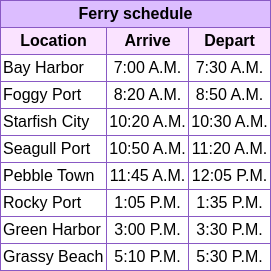 Ferry schedule
Location Arrive Depart
Bay Harbor 7:00 A.M. 7:30 A.M.
Foggy Port 8:20 A.M. 8:50 A.M.
Starfish City 10:20 A.M. 10:30 A.M.
Seagull Port 10:50 A.M. 11:20 A.M.
Pebble Town 11:45 A.M. 12:05 P.M.
Rocky Port 1:05 P.M. 1:35 P.M.
Green Harbor 3:00 P.M. 3:30 P.M.
Grassy Beach 5:10 P.M. 5:30 P.M.